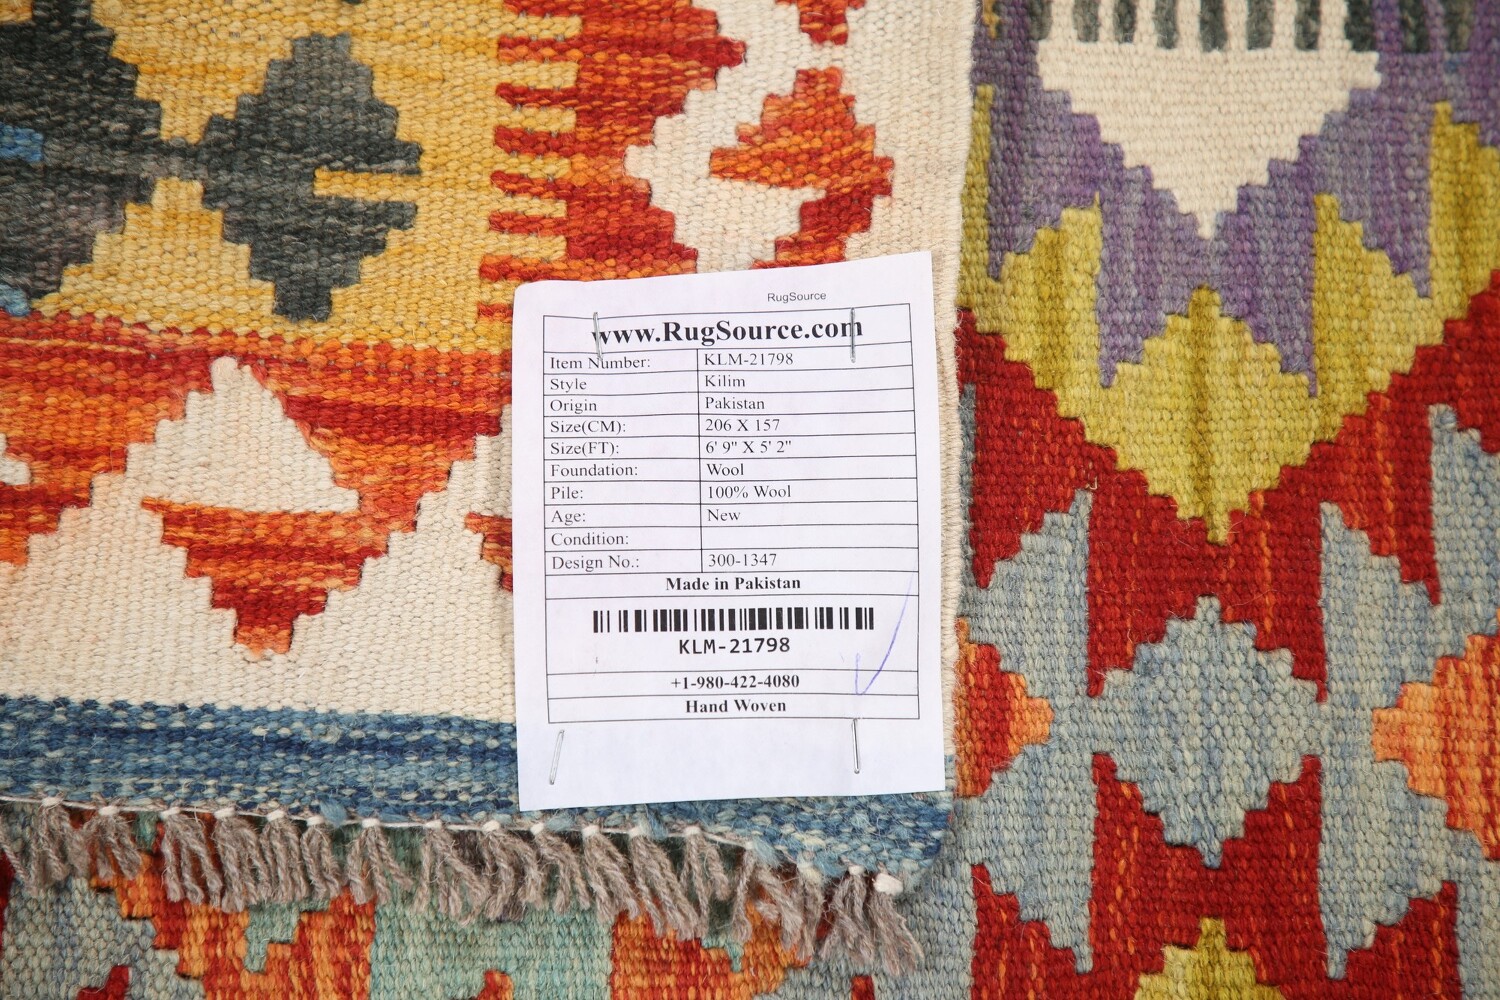 RugSource
www.RugSource.com
Item Number: KLM-21798
Style Kilim
Origin Pakistan
Size(CM): 206 X 157
Size(FT): 6' 9" X 5' 2"
Foundation: Wool
Pile: 100% Wool
Age: New
Condition:
Design No.: 300-1347
Made in Pakistan
KLM-21798
+1-980-422-4080
Hand Woven